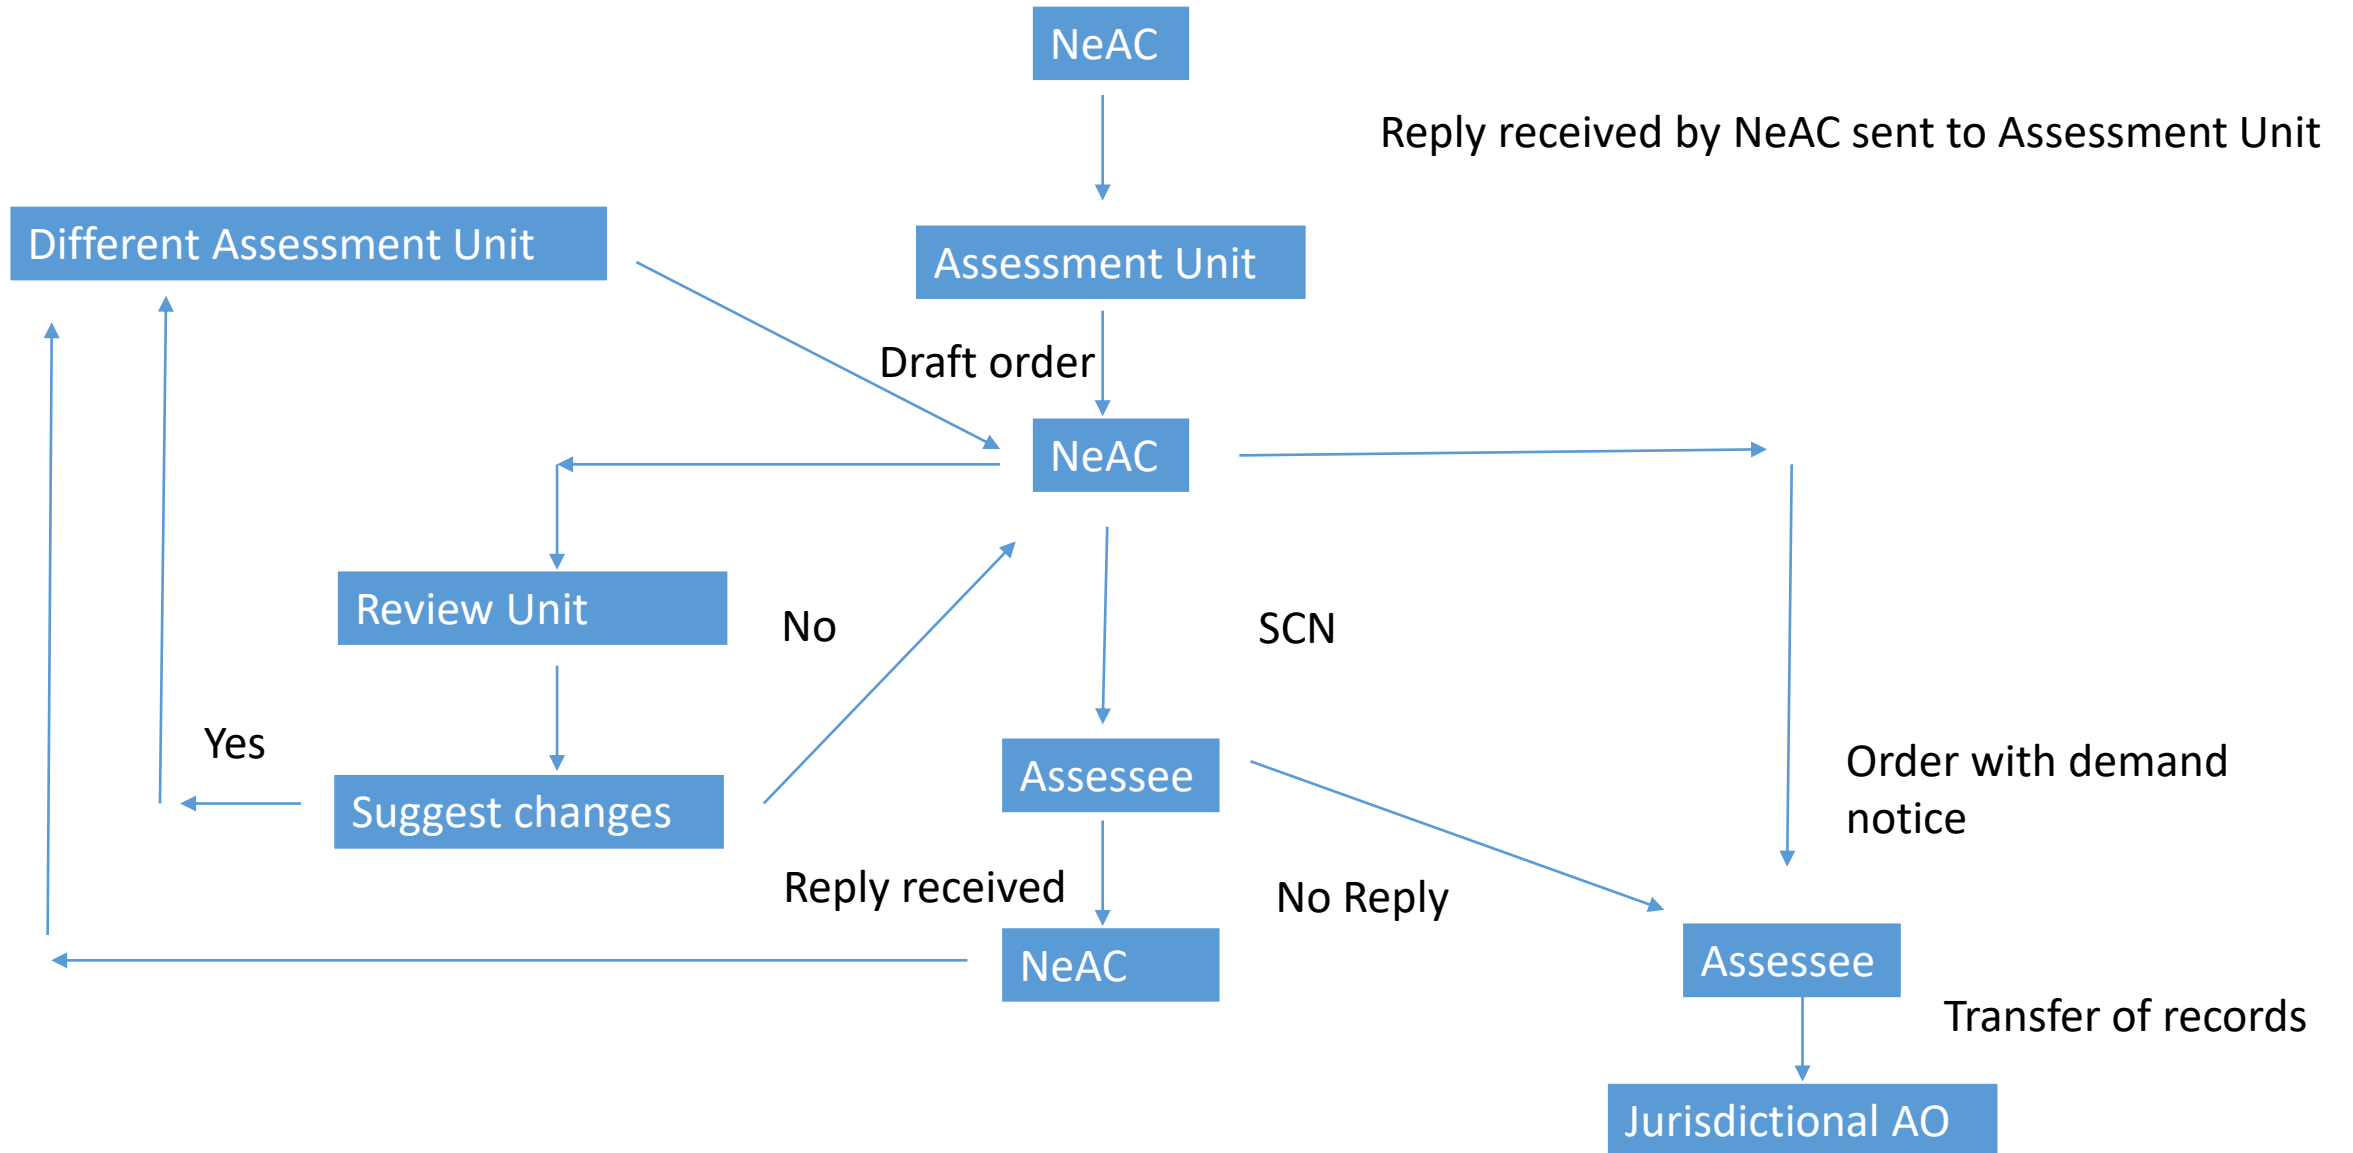 NeAC
Reply received by NeAC sent to Assessment Unit
Different Assessment Unit
Assessment Unit
Draft order
NeAC
Review Unit
No
SCN
Yes
Assessee
Order with demand
notice
Suggest changes
Reply received
No Reply
NeAC
Assessee
Transfer of records
Jurisdictional AO